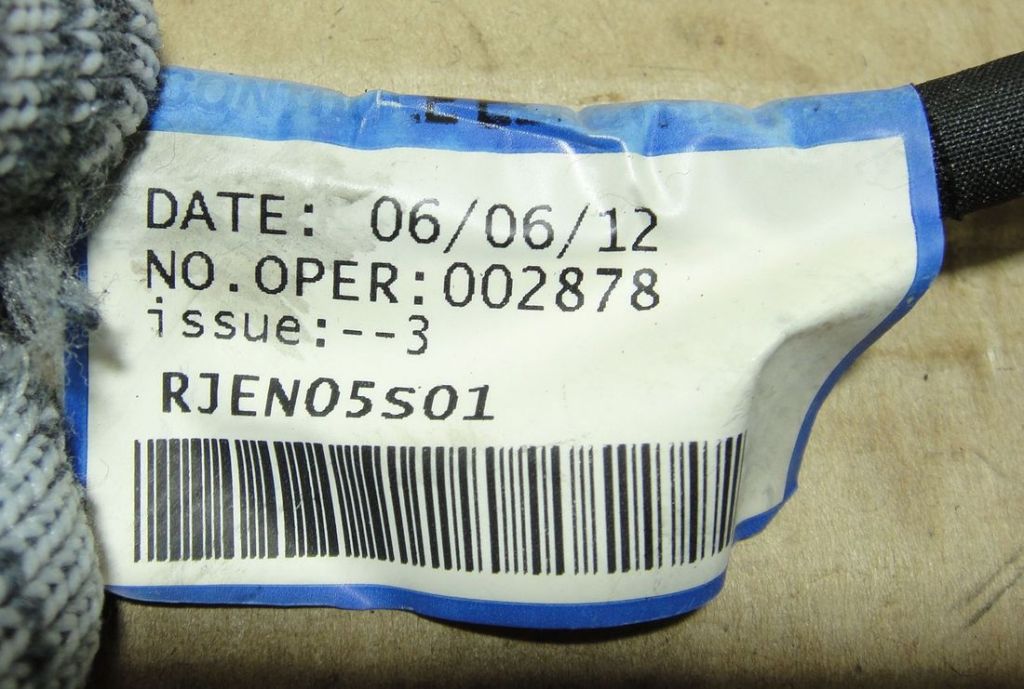 DATE: 06/06/12
NO.OPER:002878
issue:--3
RJEN05S01